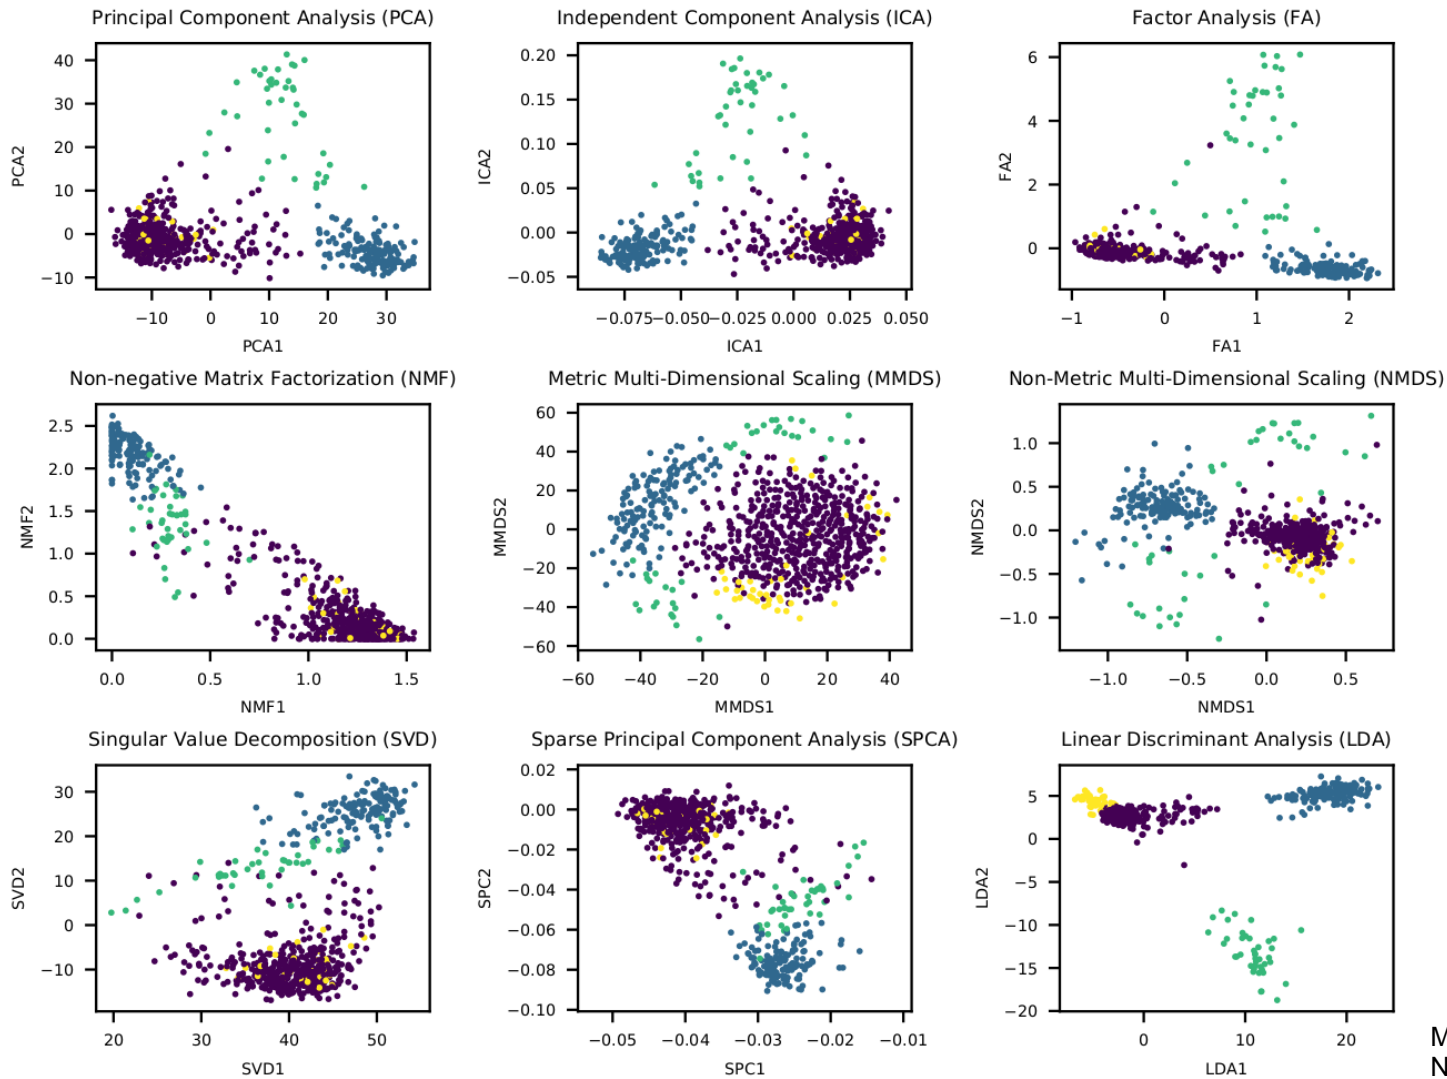 Principal Component Analysis (PCA)
40
30
20
10
0
−10
PCA2
−10 0 10 20 30
PCA1
Independent Component Analysis (ICA)
0.20
0.15
0.10
0.05
0.00
−0.05
ICA2
−0.075 −0.050 −0.025 0.000 0.025 0.050
ICA1
Factor Analysis (FA)
6
4
2
0
FA2
−1 0 1 2
FA1
Non-negative Matrix Factorization (NMF)
2.5
2.0
1.5
1.0
0.5
0.0
NMF2
0.0 0.5 1.0 1.5
NMF1
Metric Multi-Dimensional Scaling (MMDS)
60
40
20
0
−20
−40
−60
MMDS2
−60 −40 −20 0 20 40
MMDS1
Non-Metric Multi-Dimensional Scaling (NMDS)
1.0
0.5
0.0
−0.5
−1.0
NMDS2
−1.0 −0.5 0.0 0.5
NMDS1
Singular Value Decomposition (SVD)
30
20
10
0
−10
SVD2
20 30 40 50
SVD1
Sparse Principal Component Analysis (SPCA)
0.02
0.00
−0.02
−0.04
−0.06
−0.08
−0.10
SPC2
−0.05 −0.04 −0.03 −0.02 −0.01
SPC1
Linear Discriminant Analysis (LDA)
5
0
−5
−10
−15
−20
LDA2
0 10 20
LDA1
M
N